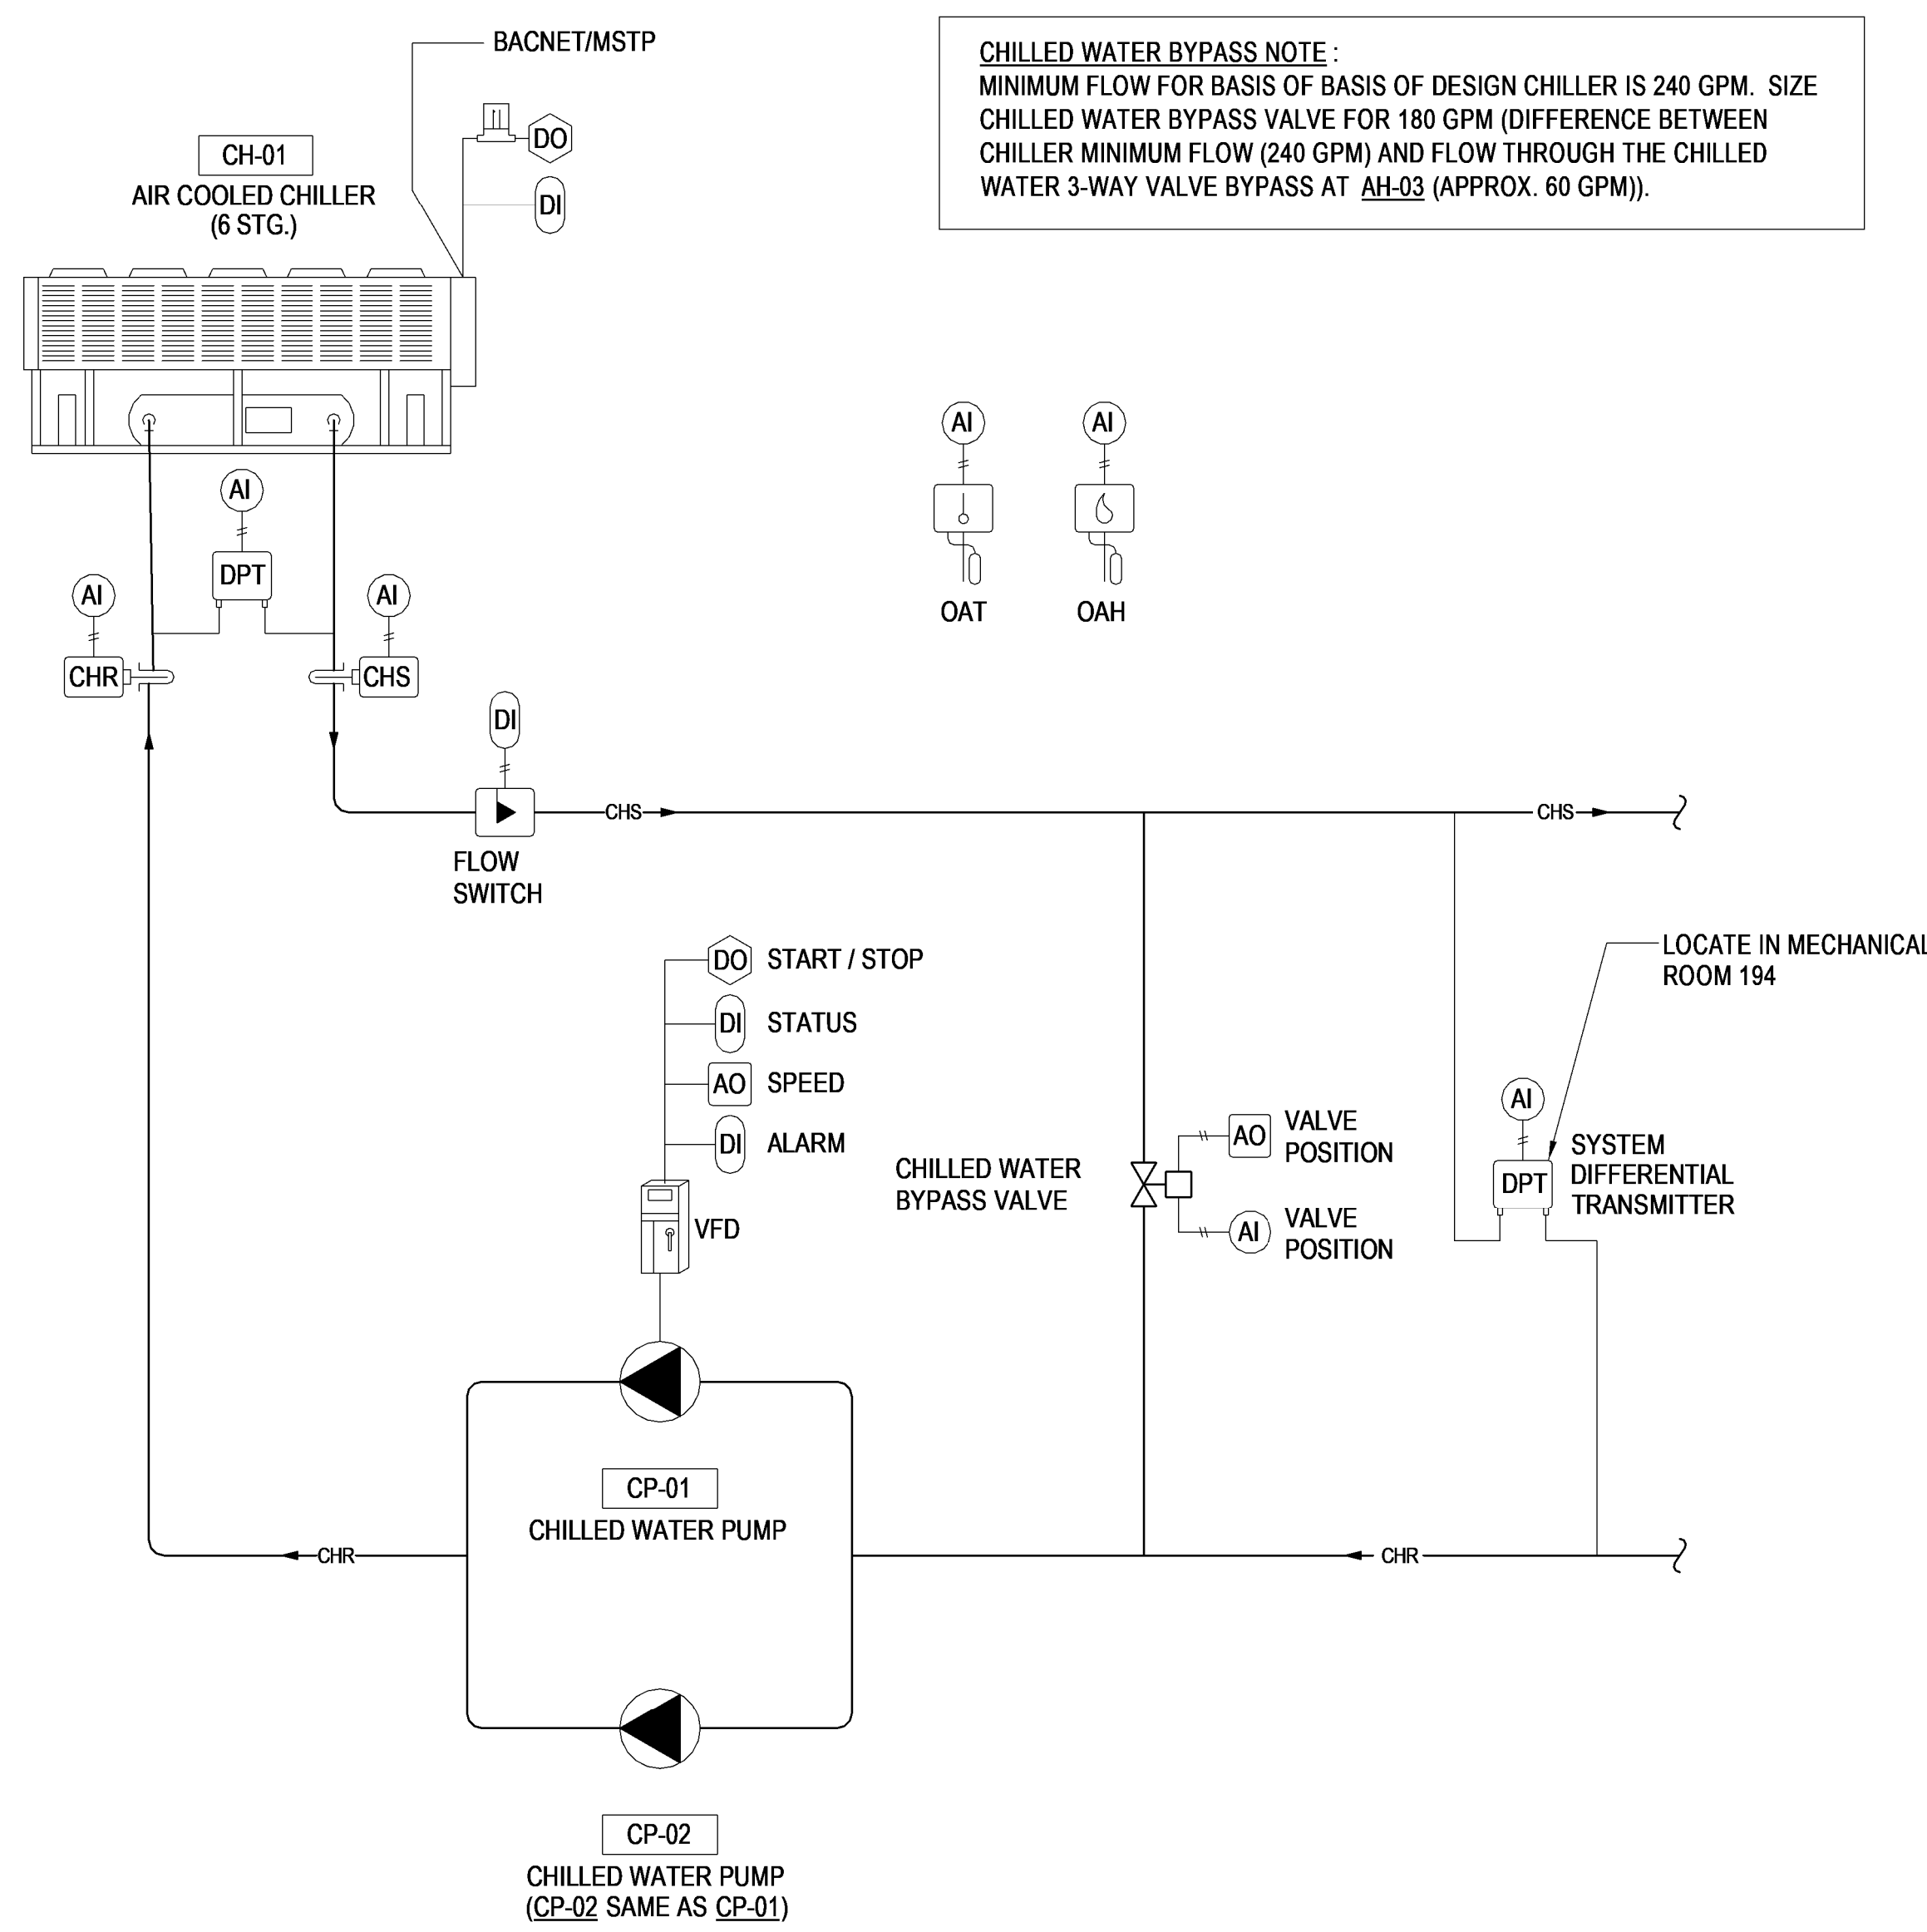 BACNET/MSTP
CHILLED WATER BYPASS NOTE :
MINIMUM FLOW FOR BASIS OF BASIS OF DESIGN CHILLER IS 240 GPM. SIZE
CHILLED WATER BYPASS VALVE FOR 180 GPM (DIFFERENCE BETWEEN
CHILLER MINIMUM FLOW (240 GPM) AND FLOW THROUGH THE CHILLED
WATER 3-WAY VALVE BYPASS AT AH-03 (APPROX. 60 GPM)).
DO
DI
CH-01
AIR COOLED CHILLER
(6 STG.)
AI
AI
OAT
OAH
AI
DPT
AI
AI
CHR
CHS
DI
FLOW
SWITCH
CHS
CHS
LOCATE IN MECHANICAL
ROOM 194
DO START / STOP
DI STATUS
AO SPEED
DI ALARM
VFD
CHILLED WATER
BYPASS VALVE
AO
VALVE
POSITION
AI
VALVE
POSITION
AI
DPT
SYSTEM
DIFFERENTIAL
TRANSMITTER
CP-01
CHILLED WATER PUMP
CHR
CHR
CP-02
CHILLED WATER PUMP
(CP-02 SAME AS CP-01)